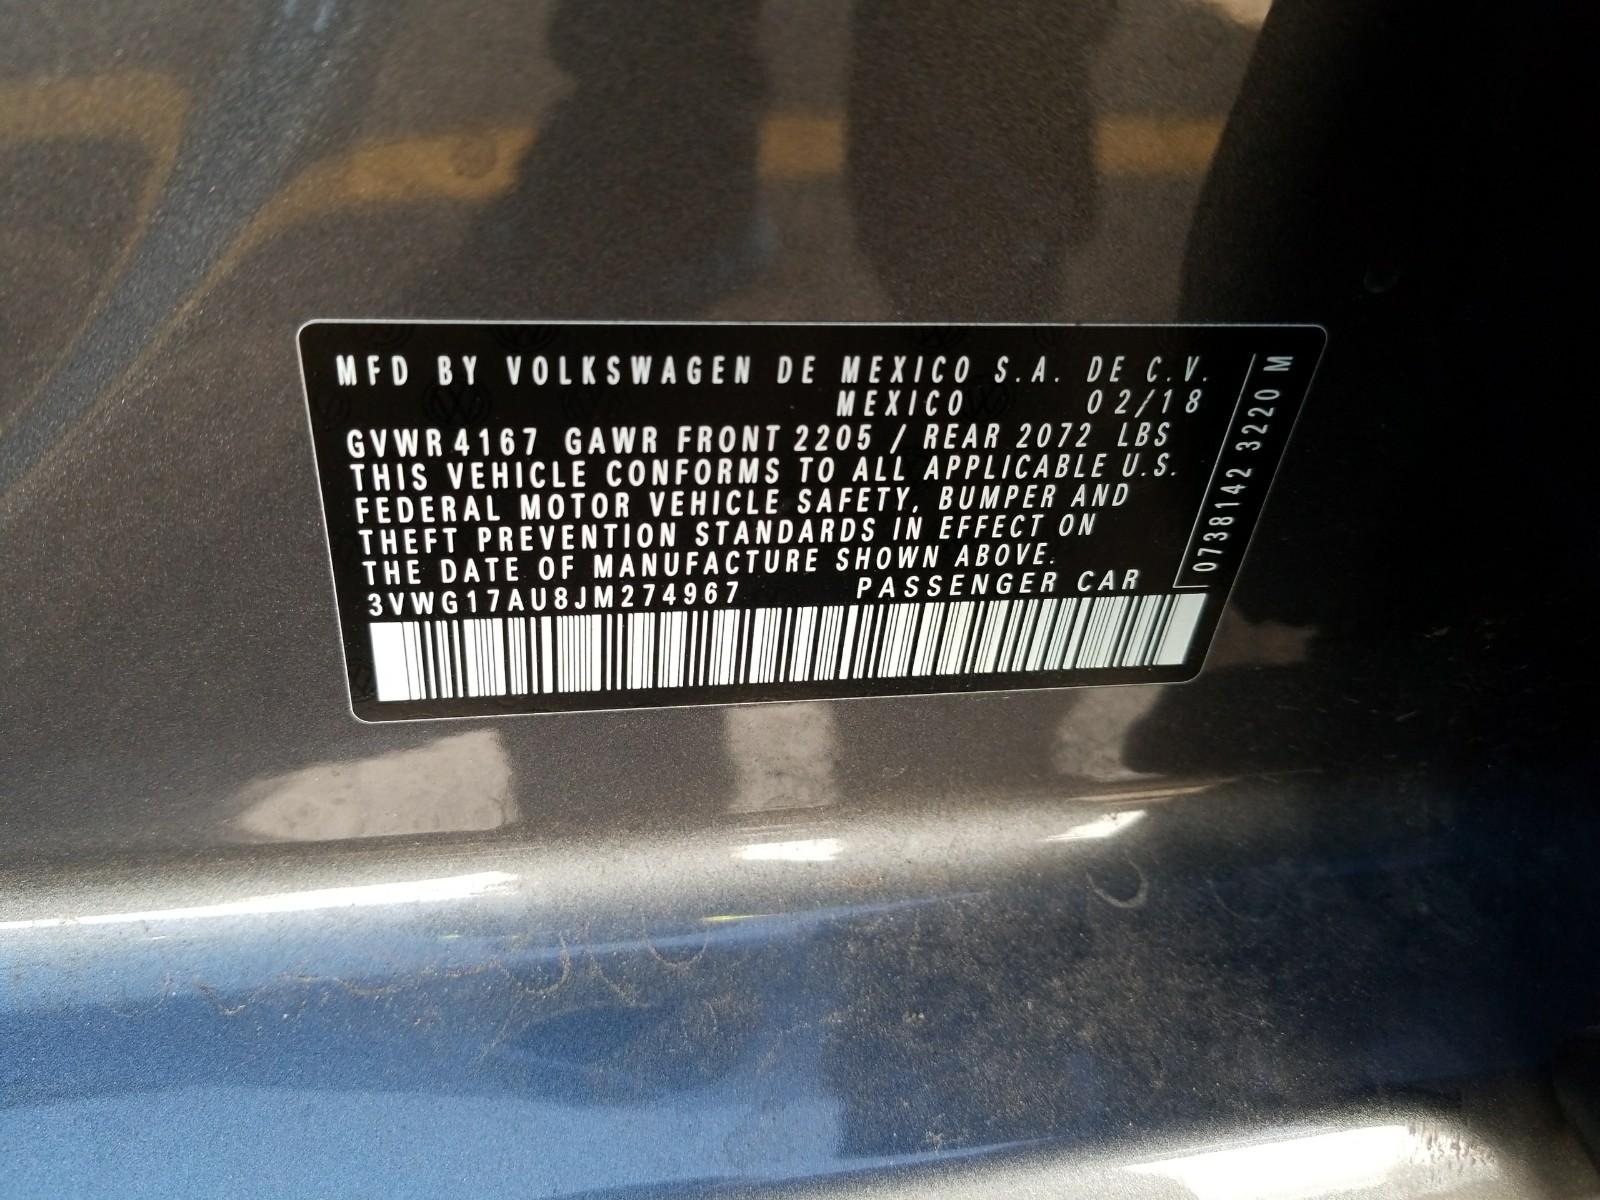 MFD BY VOLKSWAGEN DE MEXICO S.A. DE C.V.
MEXICO 02/18
GVWR 4167 GAWR FRONT 2205 / REAR 2072 LBS
THIS VEHICLE CONFORMS TO ALL APPLICABLE U.S.
FEDERAL MOTOR VEHICLE SAFETY, BUMPER AND
THEFT PREVENTION STANDARDS IN EFFECT ON
THE DATE OF MANUFACTURE SHOWN ABOVE.
3VWG17AU8JM274967 PASSENGER CAR
0738142 3220 M